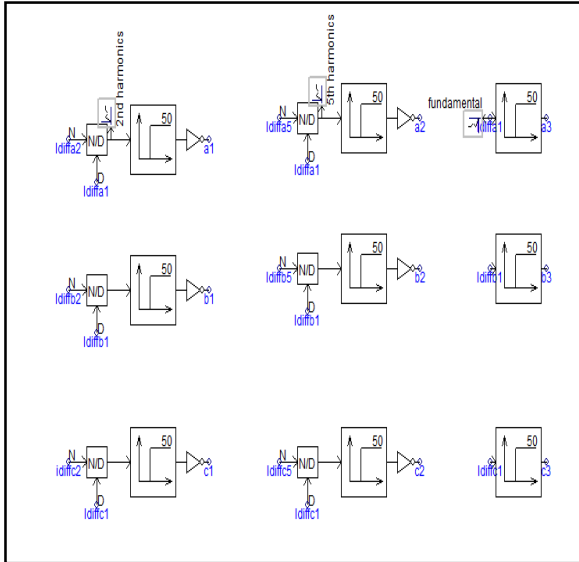 2nd harmonics
5th harmonics
fundamental
N
N/D
D
Idiffa2
Idiffa1
50
a1
N
N/D
D
Idiffa5
Idiffa1
50
a2
Idiffa1
50
a3
N
N/D
D
Idiffb2
Idiffb1
50
b1
N
N/D
D
Idiffb5
Idiffb1
50
b2
Idiffb1
50
b3
N
N/D
D
idiffc2
Idiffc1
50
c1
N
N/D
D
Idiffc5
Idiffc1
50
c2
Idiffc1
50
c3